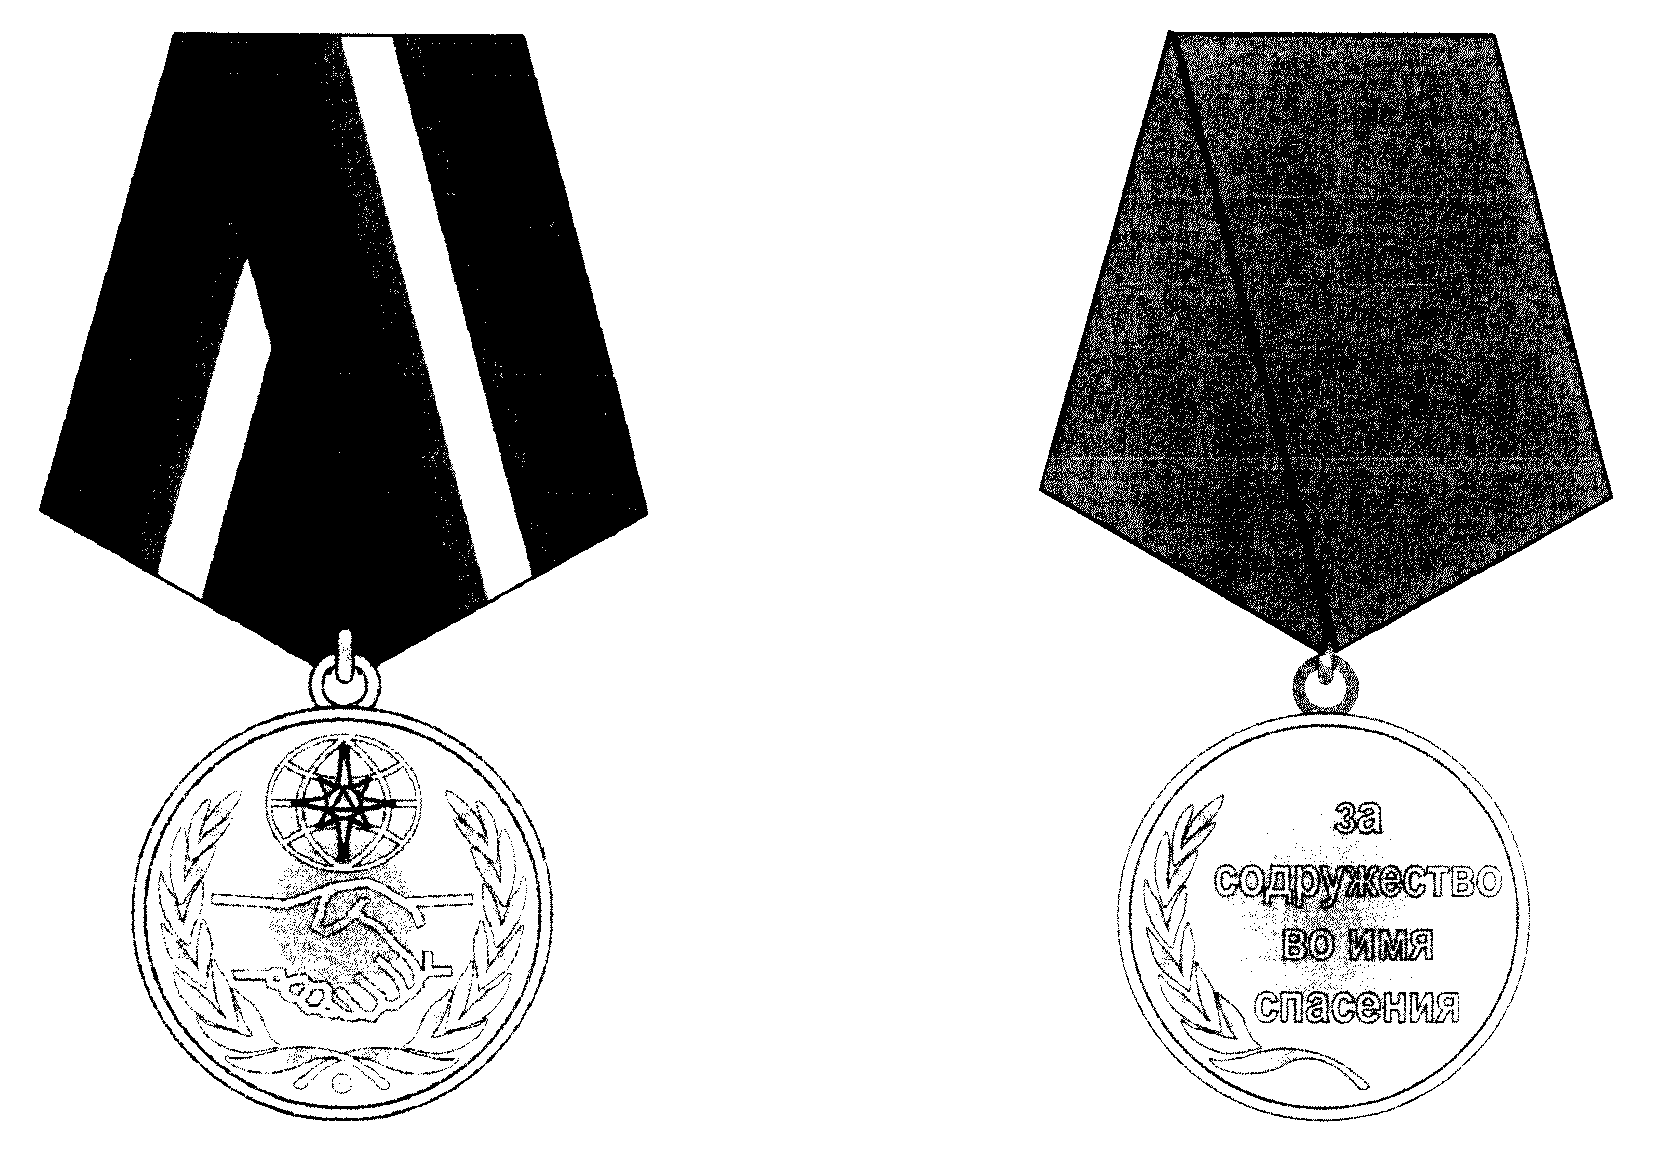 за
содружество
во имя
спасения